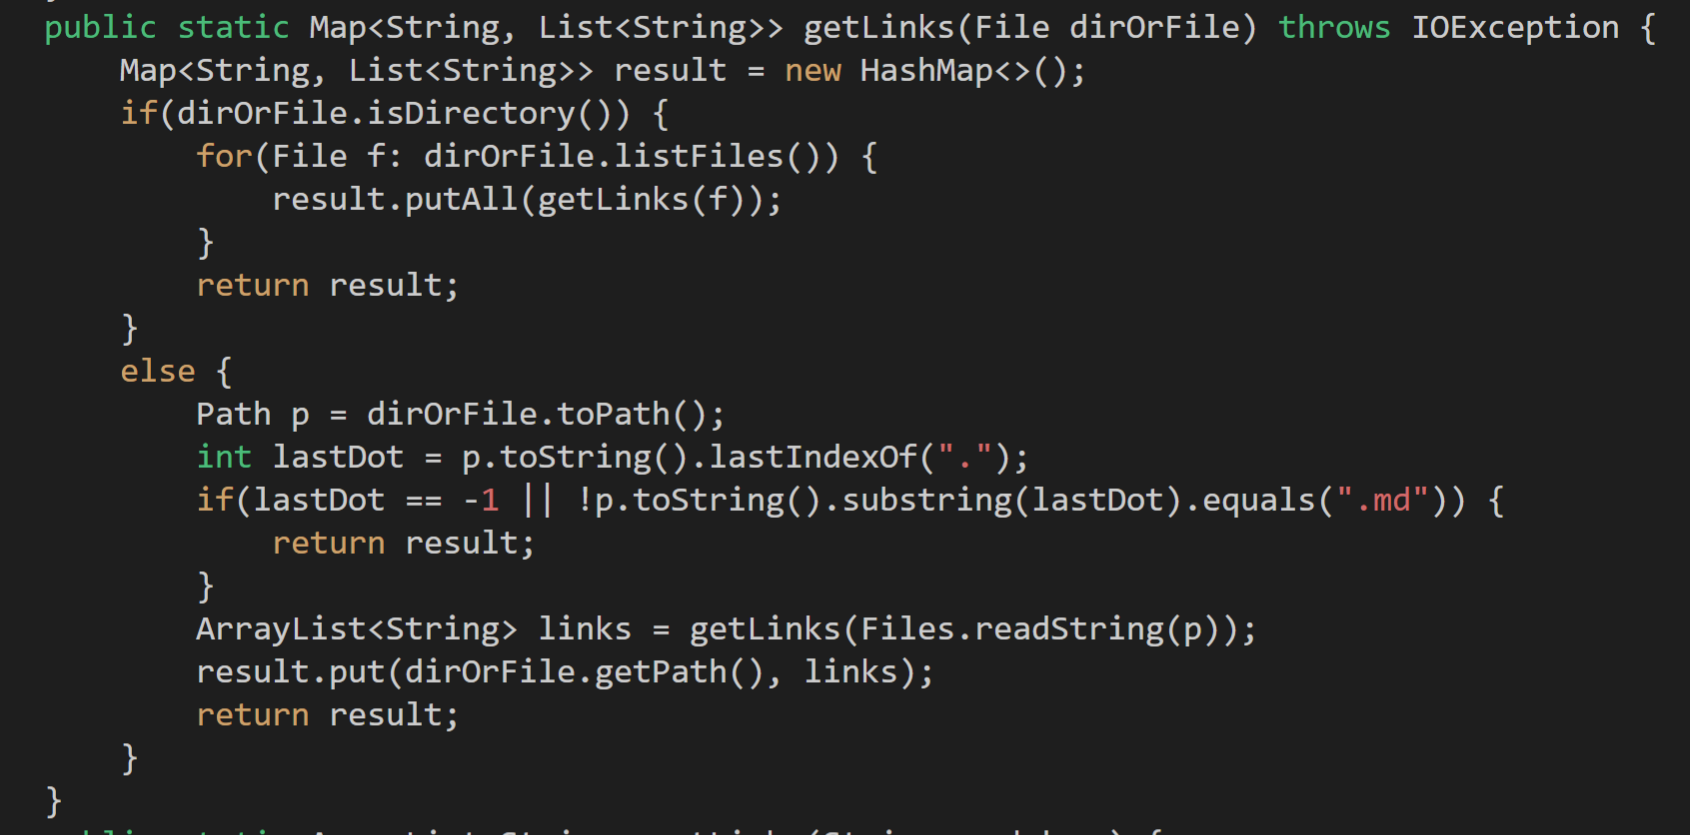 public static Map<String, List<String>> getLinks(File dirOrFile) throws IOException {
    Map<String, List<String>> result = new HashMap<>();
    if(dirOrFile.isDirectory()) {
        for(File f: dirOrFile.listFiles()) {
            result.putAll(getLinks(f));
        }
        return result;
    }
    else {
        Path p = dirOrFile.toPath();
        int lastDot = p.toString().lastIndexOf(".");
        if(lastDot == -1 || !p.toString().substring(lastDot).equals(".md")) {
            return result;
        }
        ArrayList<String> links = getLinks(Files.readString(p));
        result.put(dirOrFile.getPath(), links);
        return result;
    }
}